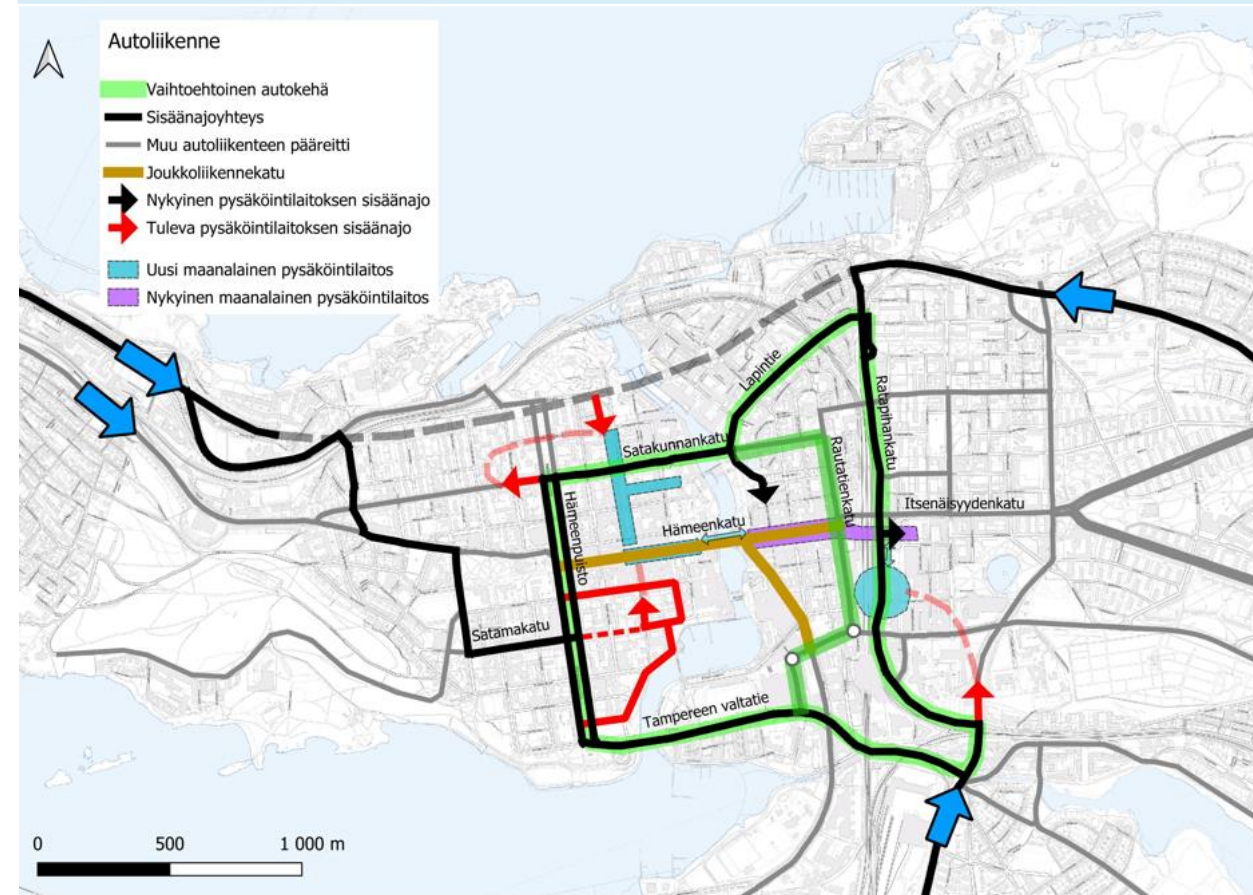 Autoliikenne
Vaihtoehtoinen autokehä
Sisäänajoyhteys
Muu autoliikenteen pääreitti
Joukkoliikennekatu
Nykyinen pysäköintilaitoksen sisäänajo
Tuleva pysäköintilaitoksen sisäänajo
Uusi maanalainen pysäköintilaitos
Nykyinen maanalainen pysäköintilaitos
Lapintie
Ratapihankatu
Satakunnankatu
Rautatienkatu
Itsenäisyydenkatu
Hämeenkatu
Hämeenpuisto
Satamakatu
Tampereen valtatie
0 500 1 000 m